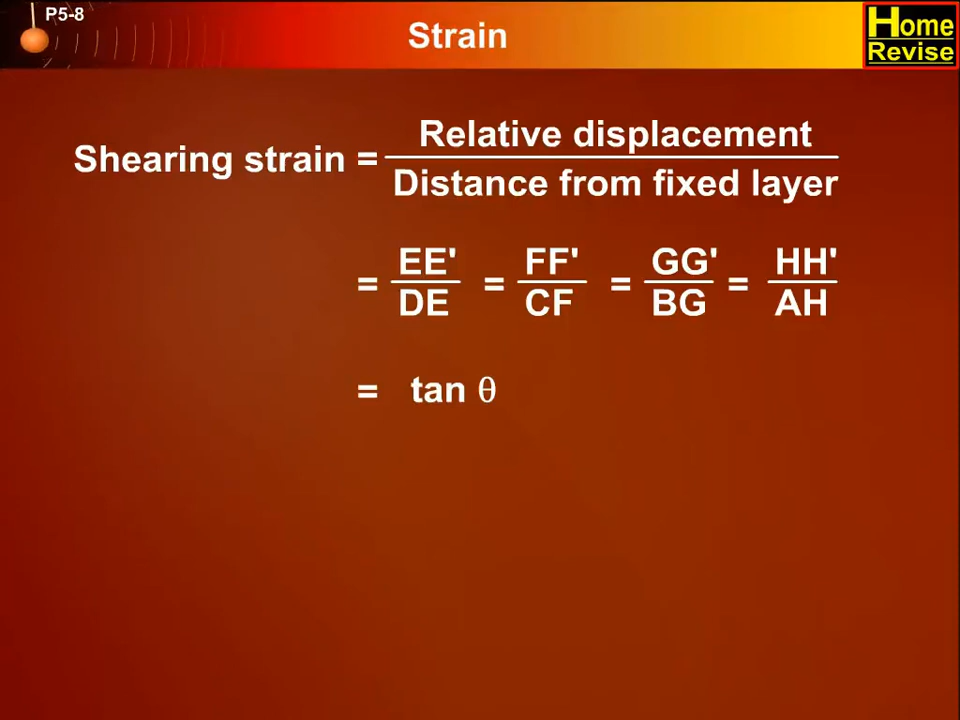 P5-8
Strain
Home
Revise
Shearing strain = Relative displacement
Distance from fixed layer
= EE' = FF' = GG' = HH'
DE CF BG AH
= tan θ